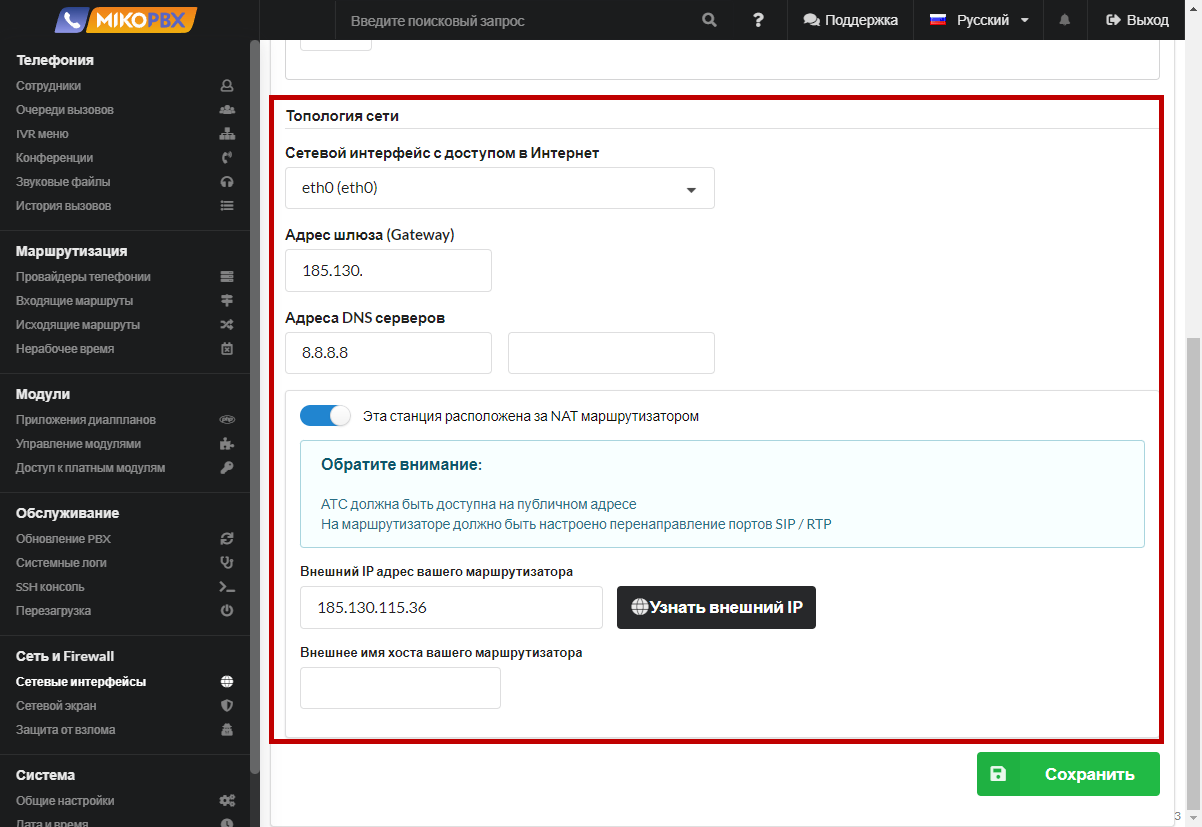 MIKOPBX
Введите поисковый запрос
?
Поддержка
Русский
Выход
Телефония
Сотрудники
Очереди вызовов
IVR меню
Конференции
Звуковые файлы
История вызовов
Маршрутизация
Провайдеры телефонии
Входящие маршруты
Исходящие маршруты
Нерабочее время
Модули
Приложения диалпланов
Управление модулями
Доступ к платным модулям
Обслуживание
Обновление PBX
Системные логи
SSH консоль
Перезагрузка
Сеть и Firewall
Сетевые интерфейсы
Сетевой экран
Защита от взлома
Система
Общие настройки
Дата и время
Топология сети
Сетевой интерфейс с доступом в Интернет
eth0 (eth0)
Адрес шлюза (Gateway)
185.130.
Адреса DNS серверов
8.8.8.8
Эта станция расположена за NAT маршрутизатором
Обратите внимание:
АТС должна быть доступна на публичном адресе
На маршрутизаторе должно быть настроено перенаправление портов SIP / RTP
Внешний IP адрес вашего маршрутизатора
185.130.115.36
Узнать внешний IP
Внешнее имя хоста вашего маршрутизатора
Сохранить
3